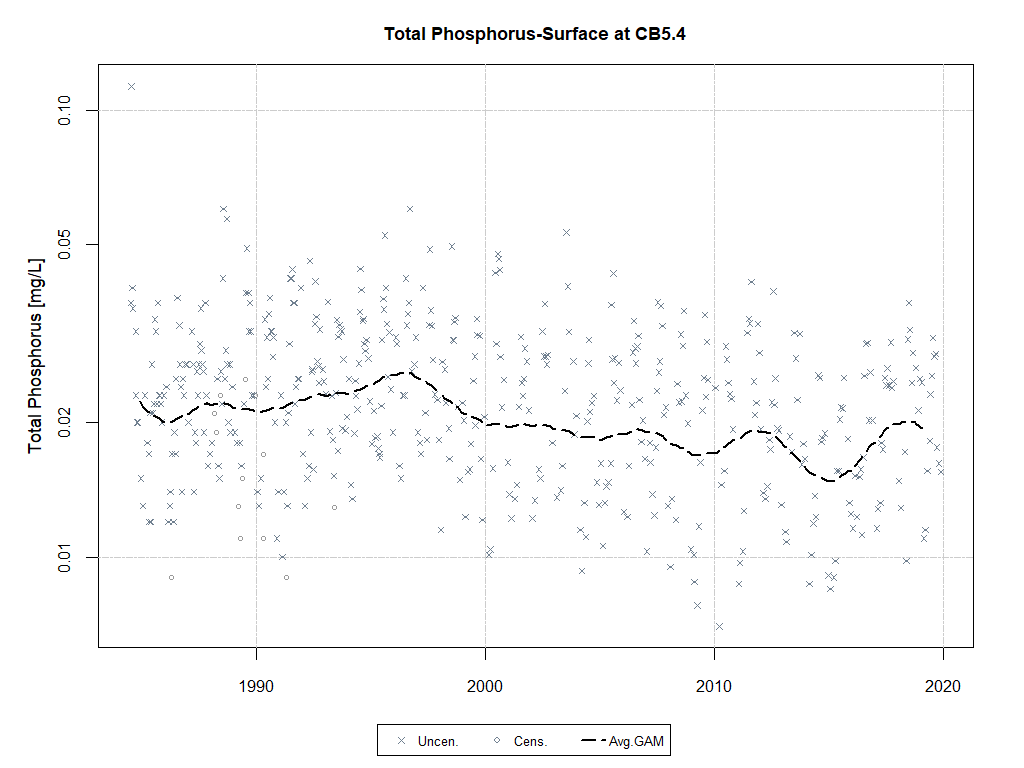 Total Phosphorus-Surface at CB5.4
Total Phosphorus [mg/L]
0.10
0.05
0.02
0.01
1990
2000
2010
2020
Uncen.
Cens.
Avg.GAM